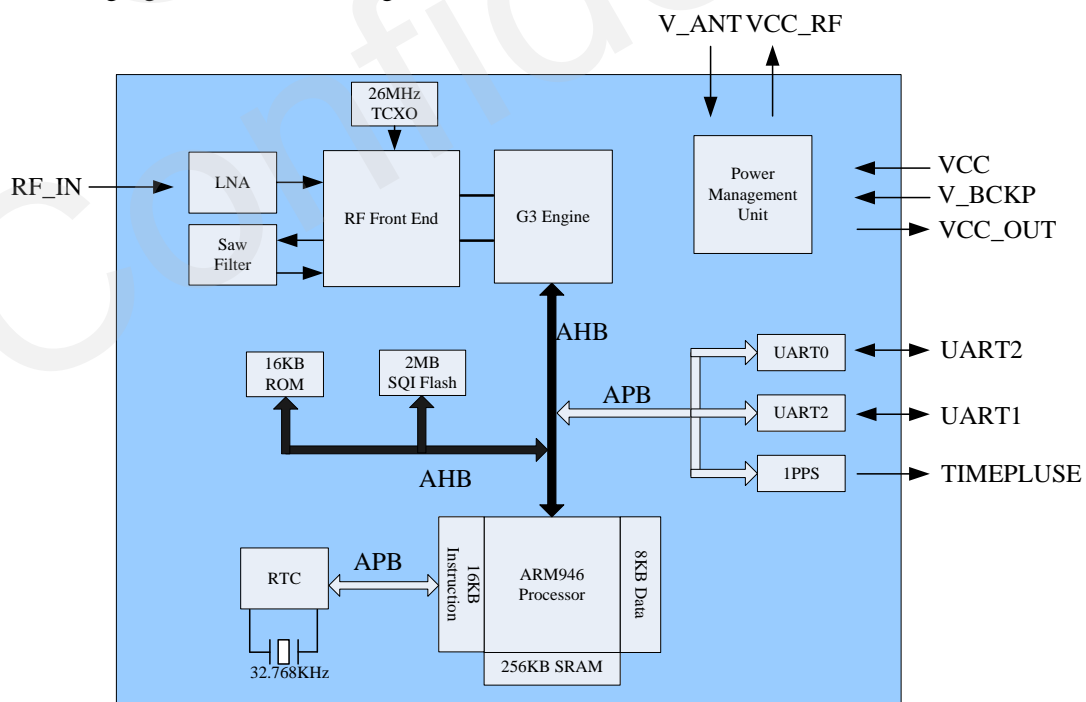 V_ANT VCC_RF
26MHz
TCXO
RF_IN
LNA
RF Front End
G3 Engine
Saw
Filter
Power
Management
Unit
VCC
V_BCKP
VCC_OUT
AHB
16KB
ROM
2MB
SQI Flash
APB
UART0
UART2
UART2
UART1
1PPS
TIMEPLUSE
AHB
RTC
APB
16KB
Instruction
ARM946
Processor
8KB Data
256KB SRAM
32.768KHz